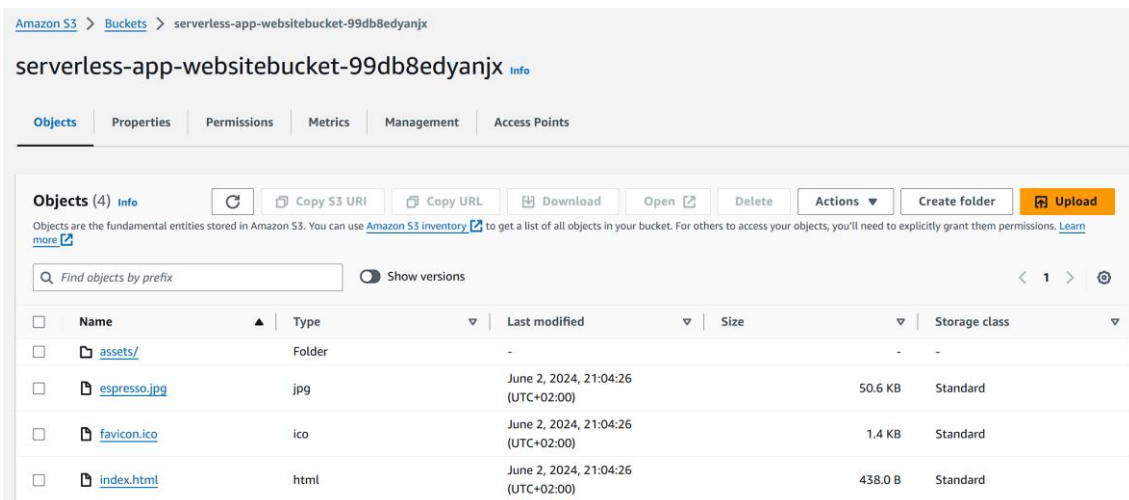 Amazon S3 > Buckets > serverless-app-websitebucket-99db8edyanjx
serverless-app-websitebucket-99db8edyanjx Info
Objects Properties Permissions Metrics Management Access Points
Objects (4) Info Copy S3 URI Copy URL Download Open Delete Actions Create folder Upload
Objects are the fundamental entities stored in Amazon S3. You can use Amazon S3 inventory to get a list of all objects in your bucket. For others to access your objects, you'll need to explicitly grant them permissions. Learn
more
Find objects by prefix Show versions < 1 >
Name Type Last modified Size Storage class
assets/ Folder - - -
espresso.jpg jpg June 2, 2024, 21:04:26 (UTC+02:00) 50.6 KB Standard
favicon.ico ico June 2, 2024, 21:04:26 (UTC+02:00) 1.4 KB Standard
index.html html June 2, 2024, 21:04:26 (UTC+02:00) 438.0 B Standard